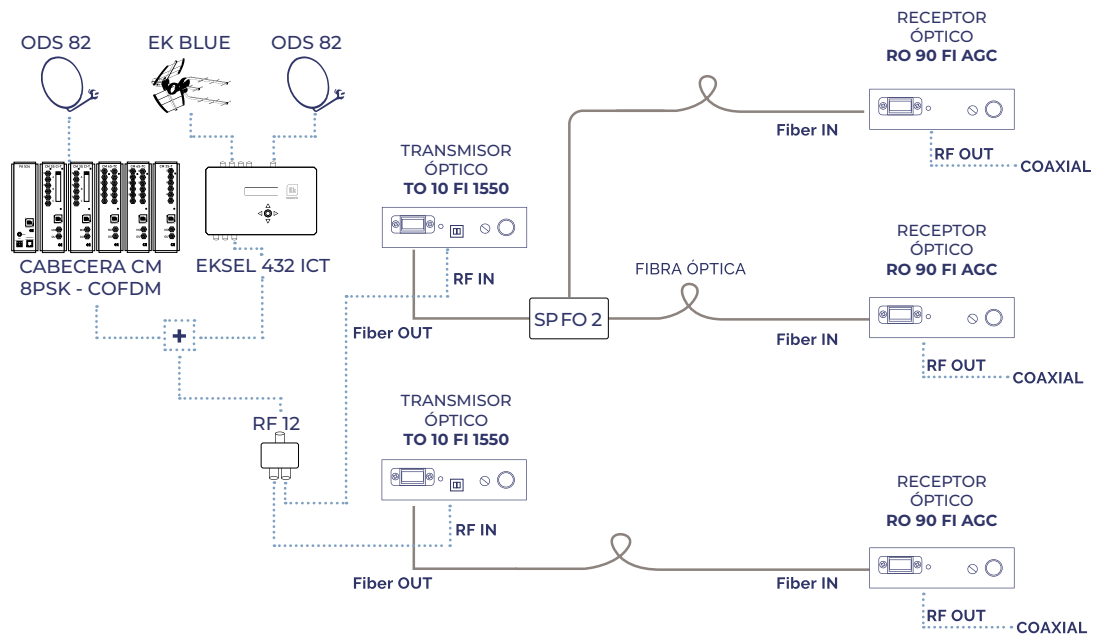 ODS 82
EK BLUE
ODS 82
CABECERA CM
8PSK - COFDM
EKSEL 432 ICT
+
RF 12
TRANSMISOR
ÓPTICO
TO 10 FI 1550
RF IN
Fiber OUT
SP FO 2
FIBRA ÓPTICA
TRANSMISOR
ÓPTICO
TO 10 FI 1550
RF IN
Fiber OUT
RECEPTOR
ÓPTICO
RO 90 FI AGC
Fiber IN
RF OUT
COAXIAL
RECEPTOR
ÓPTICO
RO 90 FI AGC
Fiber IN
RF OUT
COAXIAL
RECEPTOR
ÓPTICO
RO 90 FI AGC
Fiber IN
RF OUT
COAXIAL